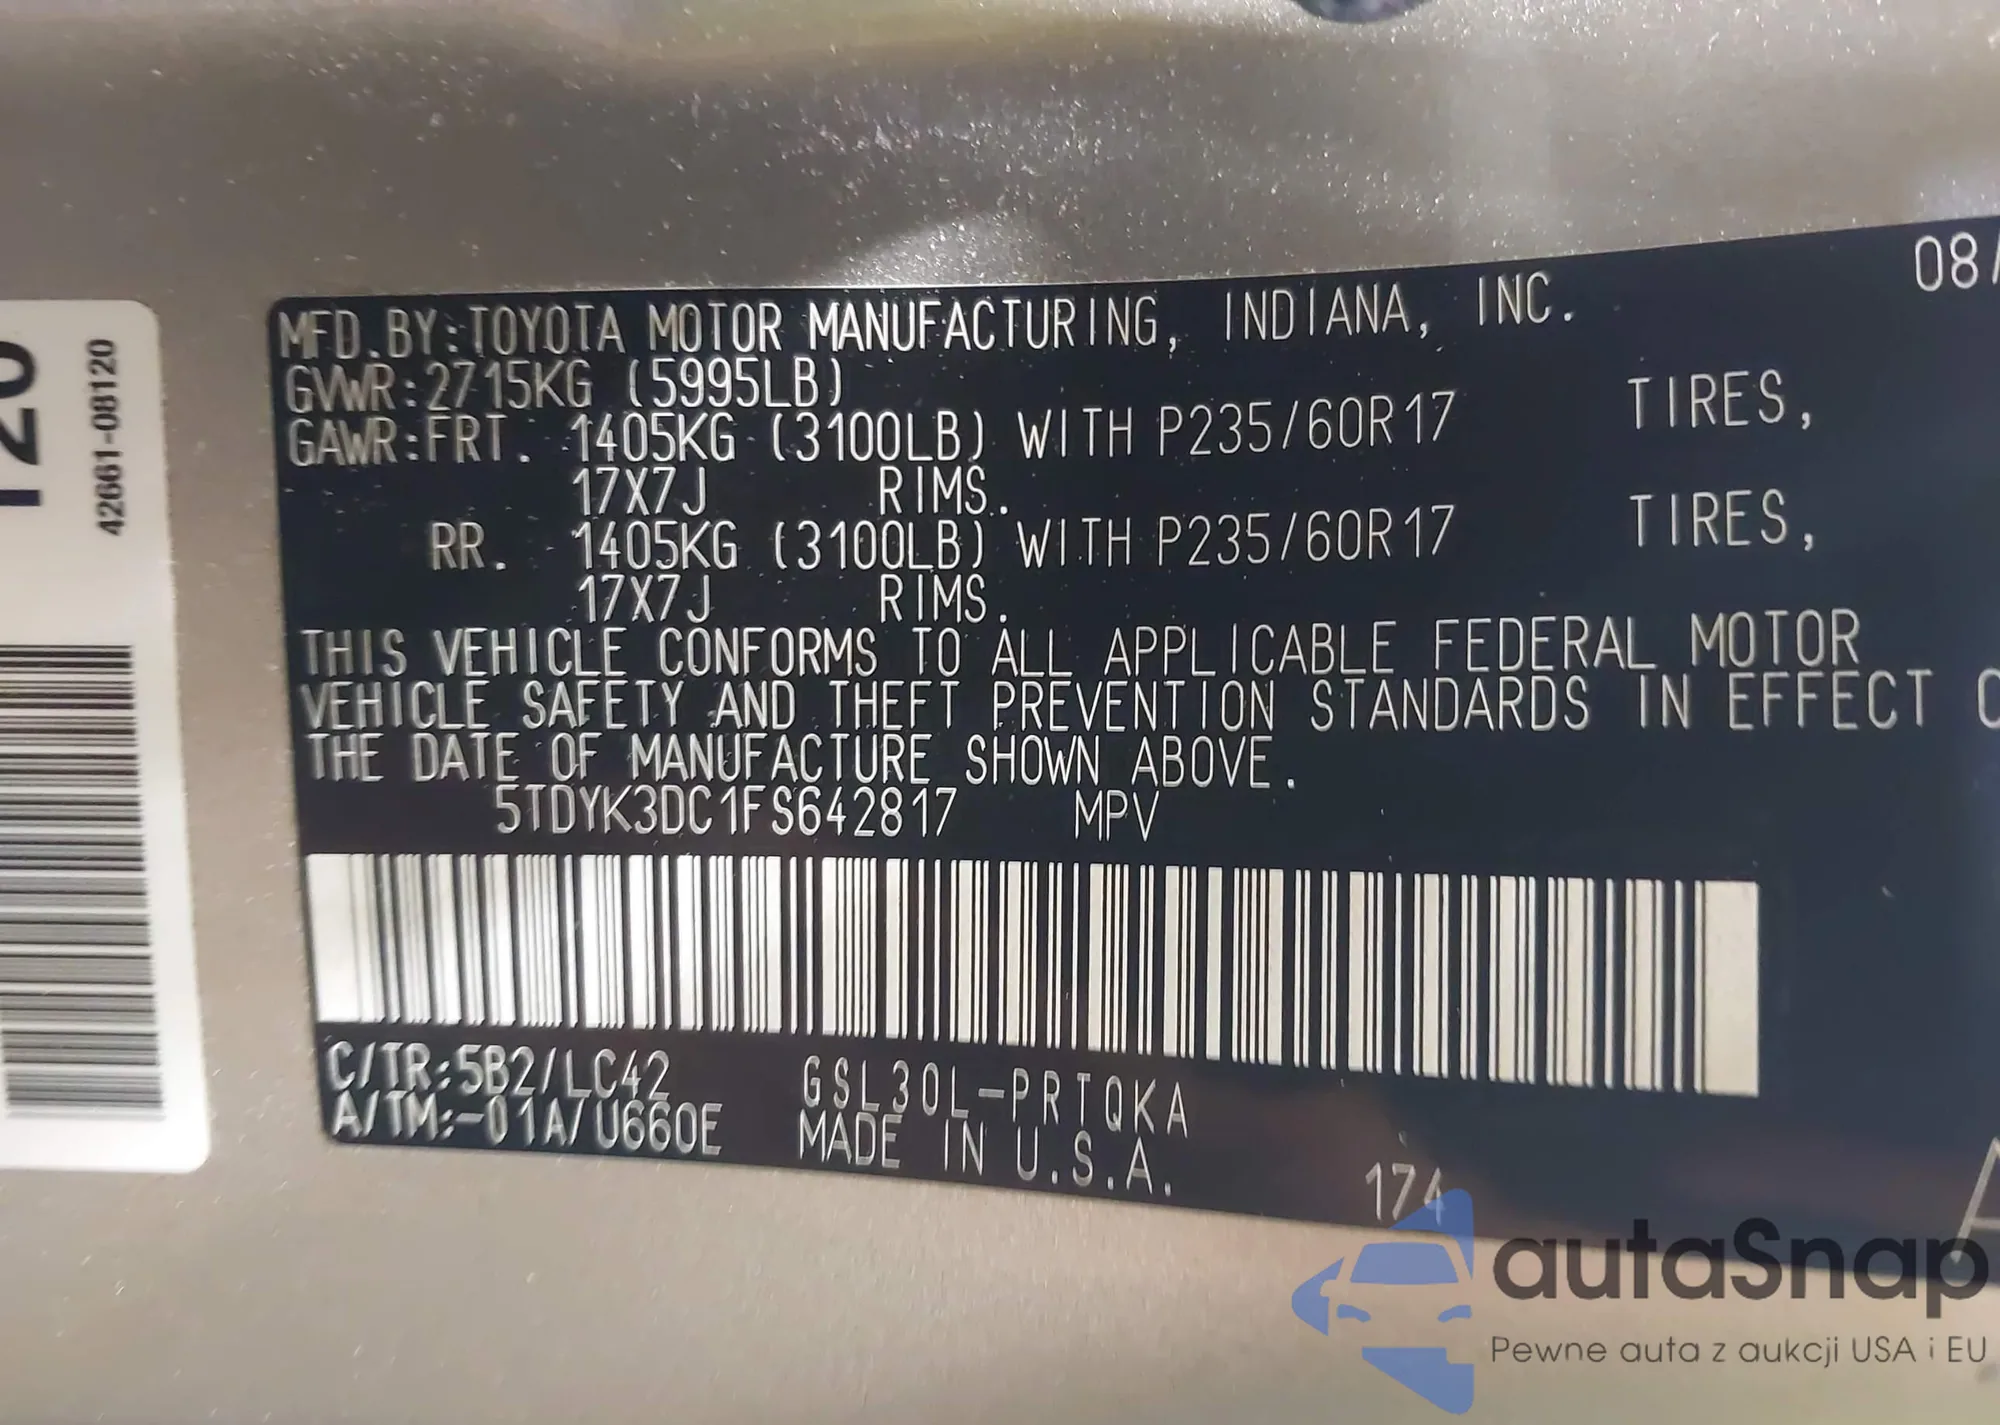 08/
MFD.BY:TOYOTA MOTOR MANUFACTURING, INDIANA, INC.
GVWR:2715KG (5995LB)
GAWR:FRT. 1405KG (3100LB) WITH P235/60R17 TIRES,
17X7J RIMS.
RR. 1405KG (3100LB) WITH P235/60R17 TIRES,
17X7J RIMS.
THIS VEHICLE CONFORMS TO ALL APPLICABLE FEDERAL MOTOR
VEHICLE SAFETY AND THEFT PREVENTION STANDARDS IN EFFECT
THE DATE OF MANUFACTURE SHOWN ABOVE.
5TDYK3DC1FS642817 MPV
C/TR:5B2/LC42 GSL30L-PRTQKA
A/TM:-01A/U660E MADE IN U.S.A.
174
120
42661-08120
autaSnap
Pewne auta z aukcji USA i EU